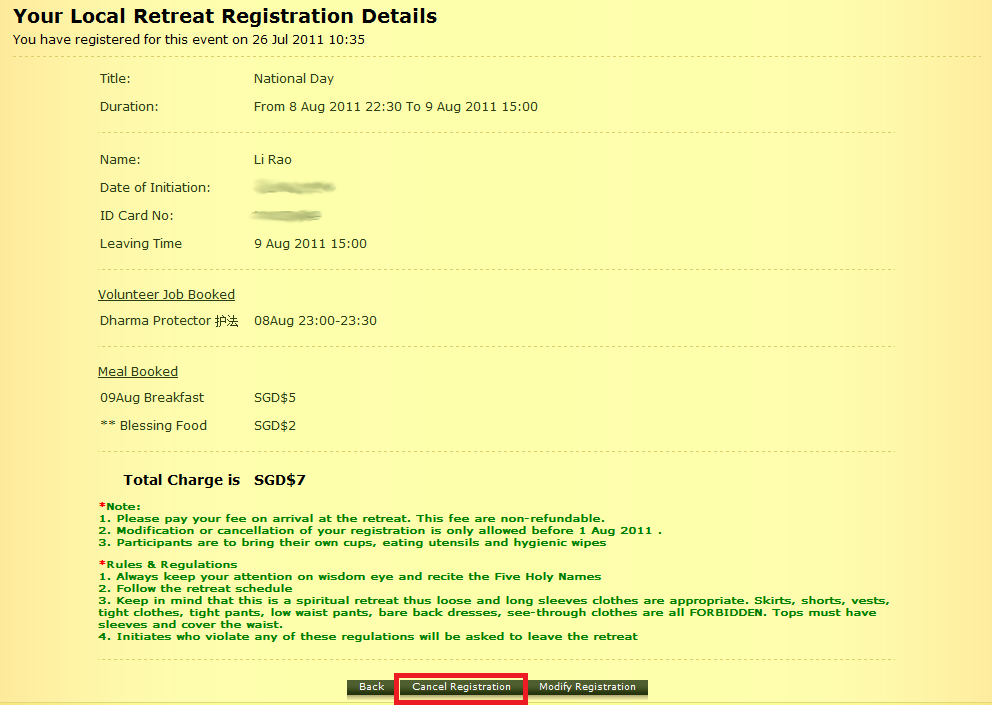 Your Local Retreat Registration Details
You have registered for this event on 26 Jul 2011 10:35
Title: National Day
Duration: From 8 Aug 2011 22:30 To 9 Aug 2011 15:00
Name: Li Rao
Date of Initiation:
ID Card No:
Leaving Time 9 Aug 2011 15:00
Volunteer Job Booked
Dharma Protector 护法 08Aug 23:00-23:30
Meal Booked
09Aug Breakfast SGD$5
** Blessing Food SGD$2
Total Charge is SGD$7
*Note:
1. Please pay your fee on arrival at the retreat. This fee are non-refundable.
2. Modification or cancellation of your registration is only allowed before 1 Aug 2011 .
3. Participants are to bring their own cups, eating utensils and hygienic wipes
*Rules & Regulations
1. Always keep your attention on wisdom eye and recite the Five Holy Names
2. Follow the retreat schedule
3. Keep in mind that this is a spiritual retreat thus loose and long sleeves clothes are appropriate. Skirts, shorts, vests,
tight clothes, tight pants, low waist pants, bare back dresses, see-through clothes are all FORBIDDEN. Tops must have
sleeves and cover the waist.
4. Initiates who violate any of these regulations will be asked to leave the retreat
Back Cancel Registration Modify Registration